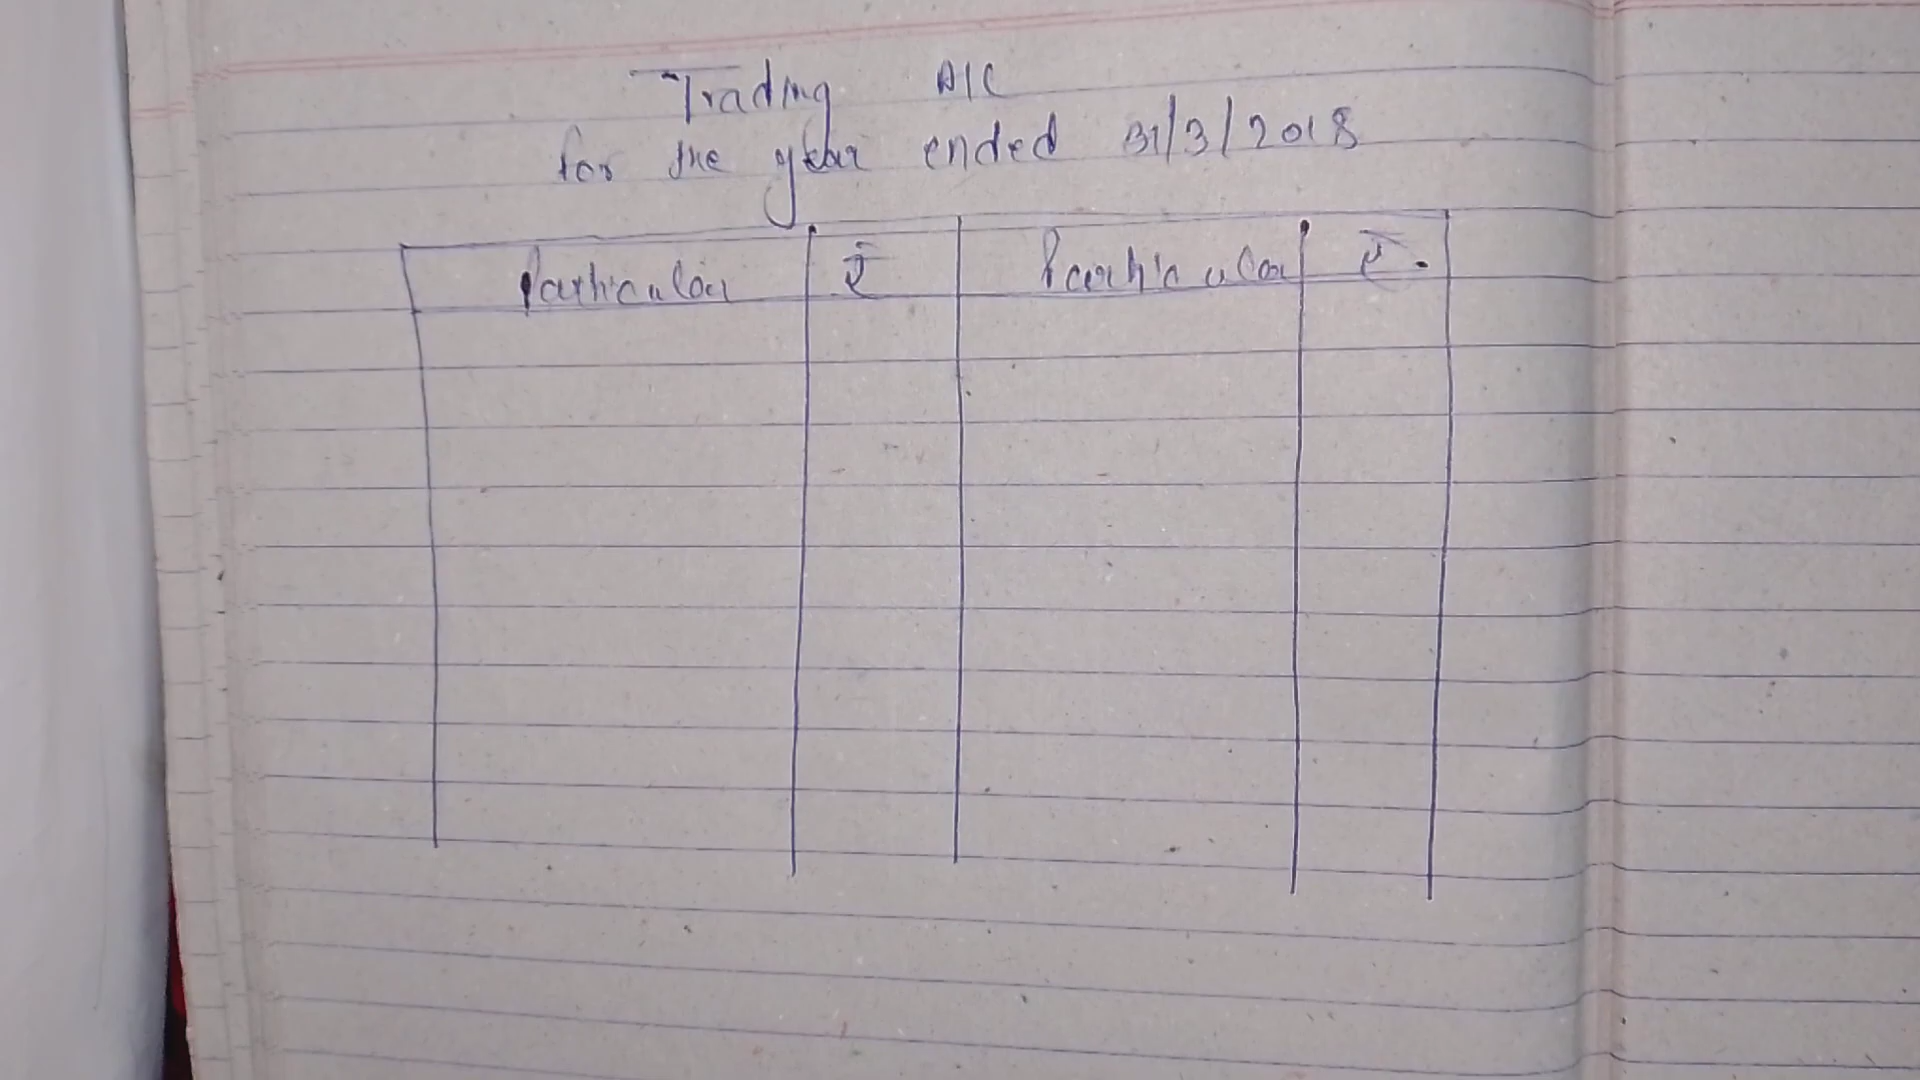 Trading A/C
for the year ended 31/3/2018
Particular ₹ Particular ₹